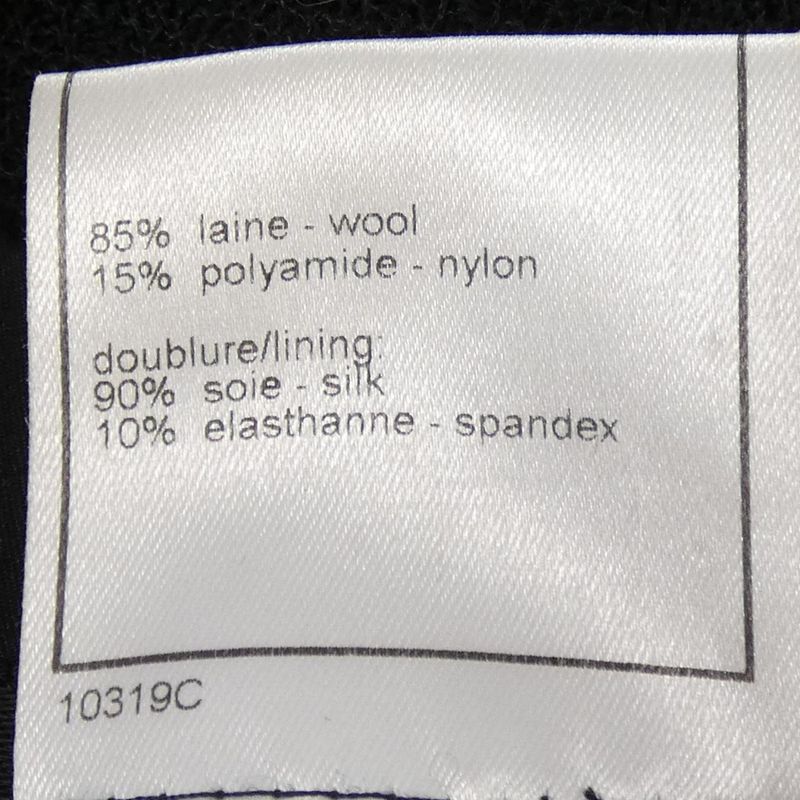 85% laine - wool
15% polyamide - nylon
doublure/lining:
90% soie - silk
10% elasthanne - spandex
10319C